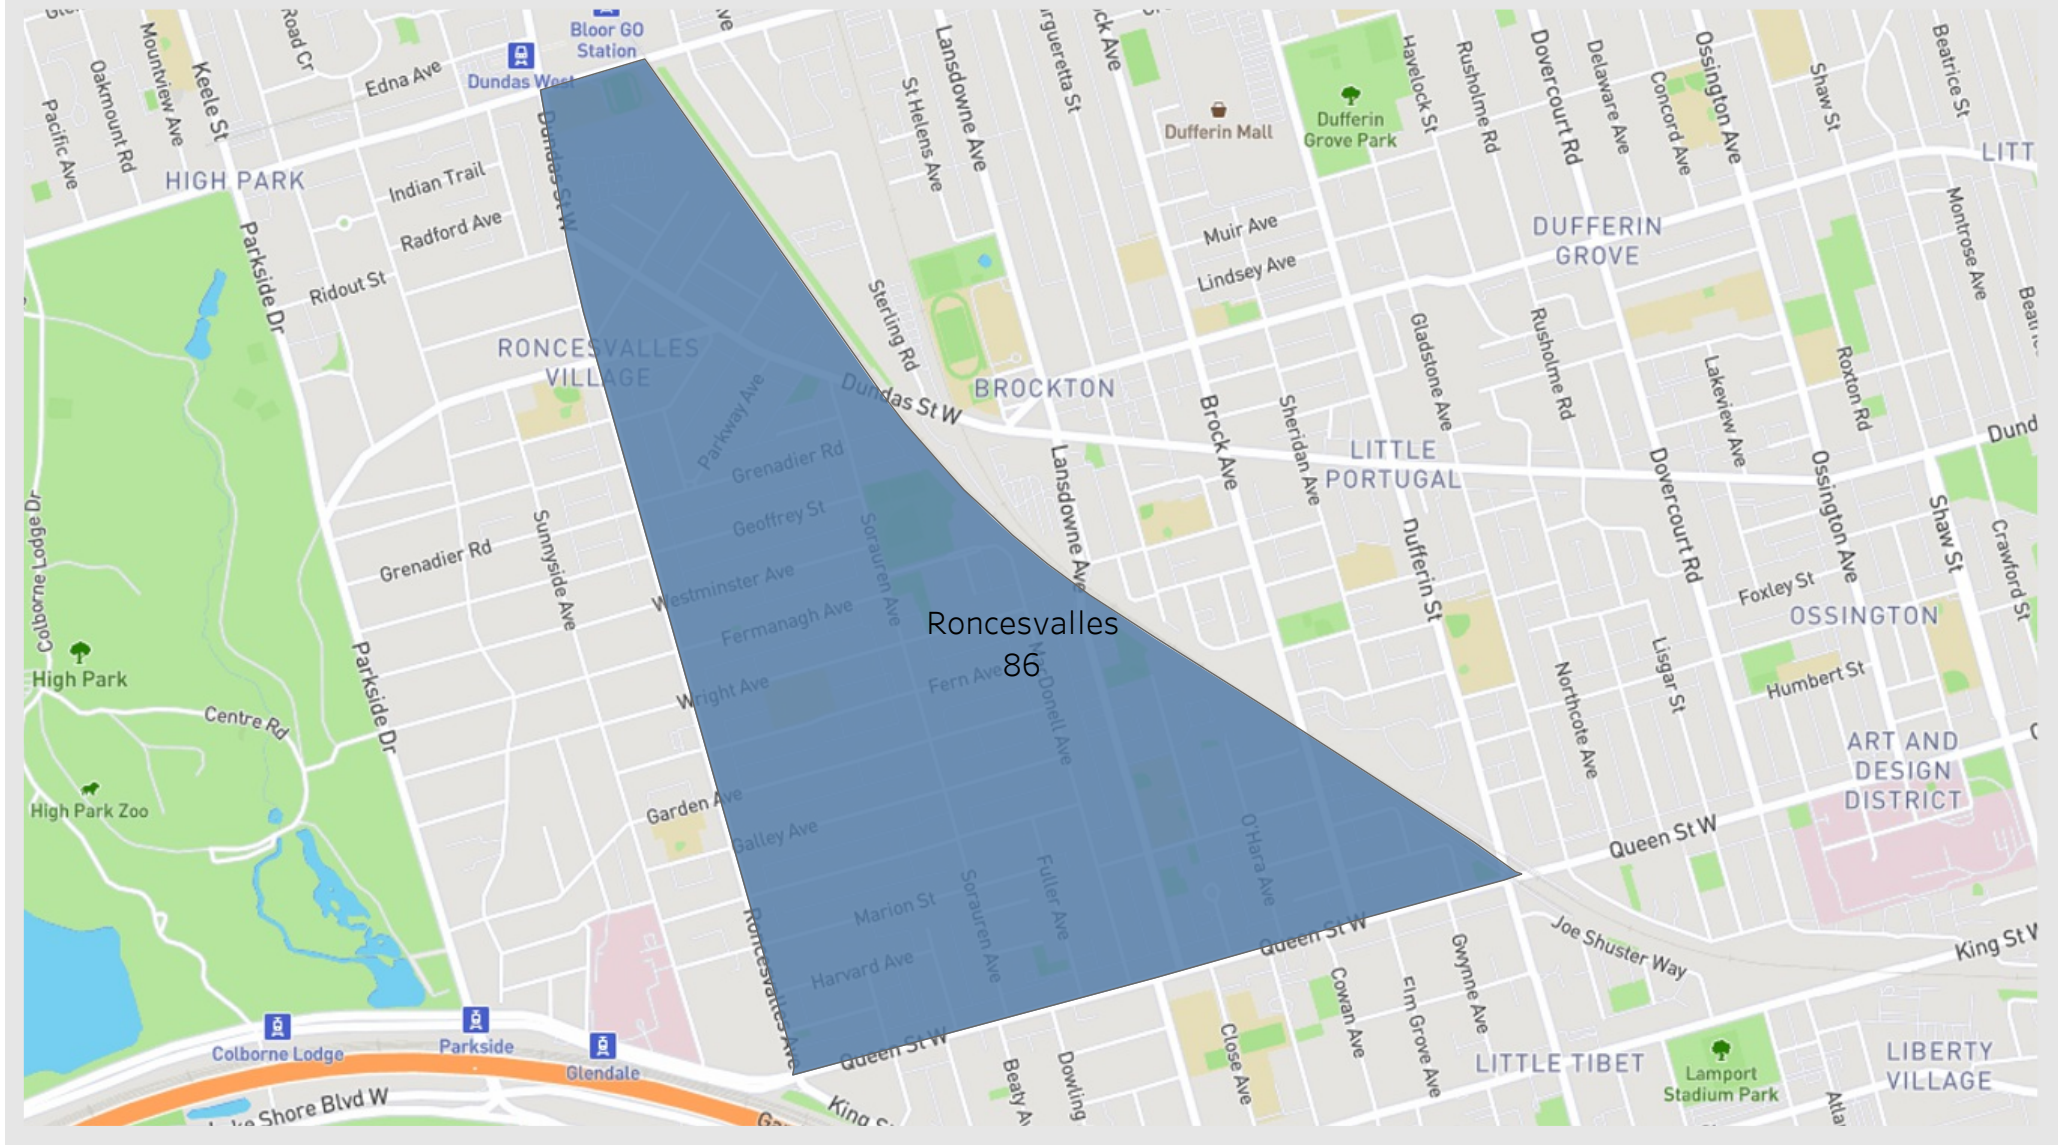 Road Cr
Bloor GO
Station
Dundas West
Edna Ave
Keele St
Mountview Ave
Oakmount Rd
Pacific Ave
HIGH PARK
Indian Trail
Radford Ave
Ridout St
Parkside Dr
Dundas St W
St Helens Ave
Lansdowne Ave
Dufferin Mall
Dufferin
Grove Park
Havelock St
Rusholme Rd
Dovercourt Rd
Delaware Ave
Concord Ave
Ossington Ave
Shaw St
Beatrice St
LITT
Muir Ave
Lindsey Ave
DUFFERIN
GROVE
Montrose Ave
Sterling Rd
RONCESVALLES
VILLAGE
Parkway Ave
Dundas St W
BROCKTON
Gladstone Ave
Rusholme Rd
Lakeview Ave
Roxton Rd
Dund
Brock Ave
Sheridan Ave
LITTLE
PORTUGAL
Grenadier Rd
Geoffrey St
Sorauren Ave
Lansdowne Ave
Dufferin St
Dovercourt Rd
Ossington Ave
Shaw St
Crawford St
Colborne Lodge Dr
Grenadier Rd
Sunnyside Ave
Westminster Ave
Fermanagh Ave
Foxley St
OSSINGTON
Roncesvalles
86
High Park
Parkside Dr
Wright Ave
Fern Ave
MacDonell Ave
Northcote Ave
Lisgar St
Humbert St
Centre Rd
ART AND
DESIGN
DISTRICT
High Park Zoo
Garden Ave
Galley Ave
Queen St W
O'Hara Ave
Marion St
Sorauren Ave
Fuller Ave
Roncesvalles Ave
Harvard Ave
Queen St W
Gwynne Ave
Joe Shuster Way
King St W
Cowan Ave
Elm Grove Ave
Close Ave
Colborne Lodge
Parkside
Glendale
Queen St W
LITTLE TIBET
Lamport
Stadium Park
LIBERTY
VILLAGE
Dowling
Beaty A
King S
Shore Blvd W
Atla